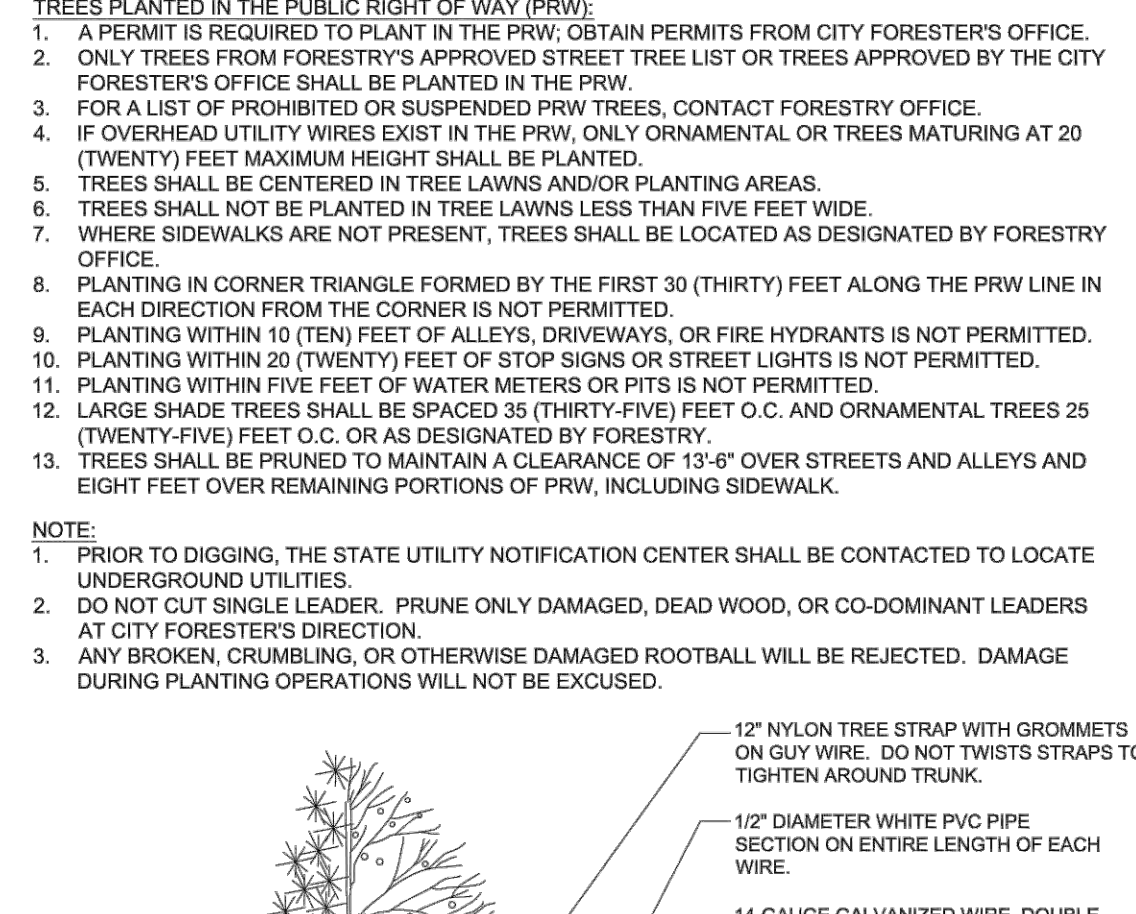 TREES PLANTED IN THE PUBLIC RIGHT OF WAY (PRW):
1. A PERMIT IS REQUIRED TO PLANT IN THE PRW; OBTAIN PERMITS FROM CITY FORESTER'S OFFICE.
2. ONLY TREES FROM FORESTRY'S APPROVED STREET TREE LIST OR TREES APPROVED BY THE CITY
FORESTER'S OFFICE SHALL BE PLANTED IN THE PRW.
3. FOR A LIST OF PROHIBITED OR SUSPENDED PRW TREES, CONTACT FORESTRY OFFICE.
4. IF OVERHEAD UTILITY WIRES EXIST IN THE PRW, ONLY ORNAMENTAL OR TREES MATURING AT 20
(TWENTY) FEET MAXIMUM HEIGHT SHALL BE PLANTED.
5. TREES SHALL BE CENTERED IN TREE LAWNS AND/OR PLANTING AREAS.
6. TREES SHALL NOT BE PLANTED IN TREE LAWNS LESS THAN FIVE FEET WIDE.
7. WHERE SIDEWALKS ARE NOT PRESENT, TREES SHALL BE LOCATED AS DESIGNATED BY FORESTRY
OFFICE.
8. PLANTING IN CORNER TRIANGLE FORMED BY THE FIRST 30 (THIRTY) FEET ALONG THE PRW LINE IN
EACH DIRECTION FROM THE CORNER IS NOT PERMITTED.
9. PLANTING WITHIN 10 (TEN) FEET OF ALLEYS, DRIVEWAYS, OR FIRE HYDRANTS IS NOT PERMITTED.
10. PLANTING WITHIN 20 (TWENTY) FEET OF STOP SIGNS OR STREET LIGHTS IS NOT PERMITTED.
11. PLANTING WITHIN FIVE FEET OF WATER METERS OR PITS IS NOT PERMITTED.
12. LARGE SHADE TREES SHALL BE SPACED 35 (THIRTY-FIVE) FEET O.C. AND ORNAMENTAL TREES 25
(TWENTY-FIVE) FEET O.C. OR AS DESIGNATED BY FORESTRY.
13. TREES SHALL BE PRUNED TO MAINTAIN A CLEARANCE OF 13'-6" OVER STREETS AND ALLEYS AND
EIGHT FEET OVER REMAINING PORTIONS OF PRW, INCLUDING SIDEWALK.
NOTE:
1. PRIOR TO DIGGING, THE STATE UTILITY NOTIFICATION CENTER SHALL BE CONTACTED TO LOCATE
UNDERGROUND UTILITIES.
2. DO NOT CUT SINGLE LEADER. PRUNE ONLY DAMAGED, DEAD WOOD, OR CO-DOMINANT LEADERS
AT CITY FORESTER'S DIRECTION.
3. ANY BROKEN, CRUMBLING, OR OTHERWISE DAMAGED ROOTBALL WILL BE REJECTED. DAMAGE
DURING PLANTING OPERATIONS WILL NOT BE EXCUSED.
12" NYLON TREE STRAP WITH GROMMETS
ON GUY WIRE. DO NOT TWISTS STRAPS TO
TIGHTEN AROUND TRUNK.
1/2" DIAMETER WHITE PVC PIPE
SECTION ON ENTIRE LENGTH OF EACH
WIRE.
14 GAUGE GALVANIZED WIRE, DOUBLE